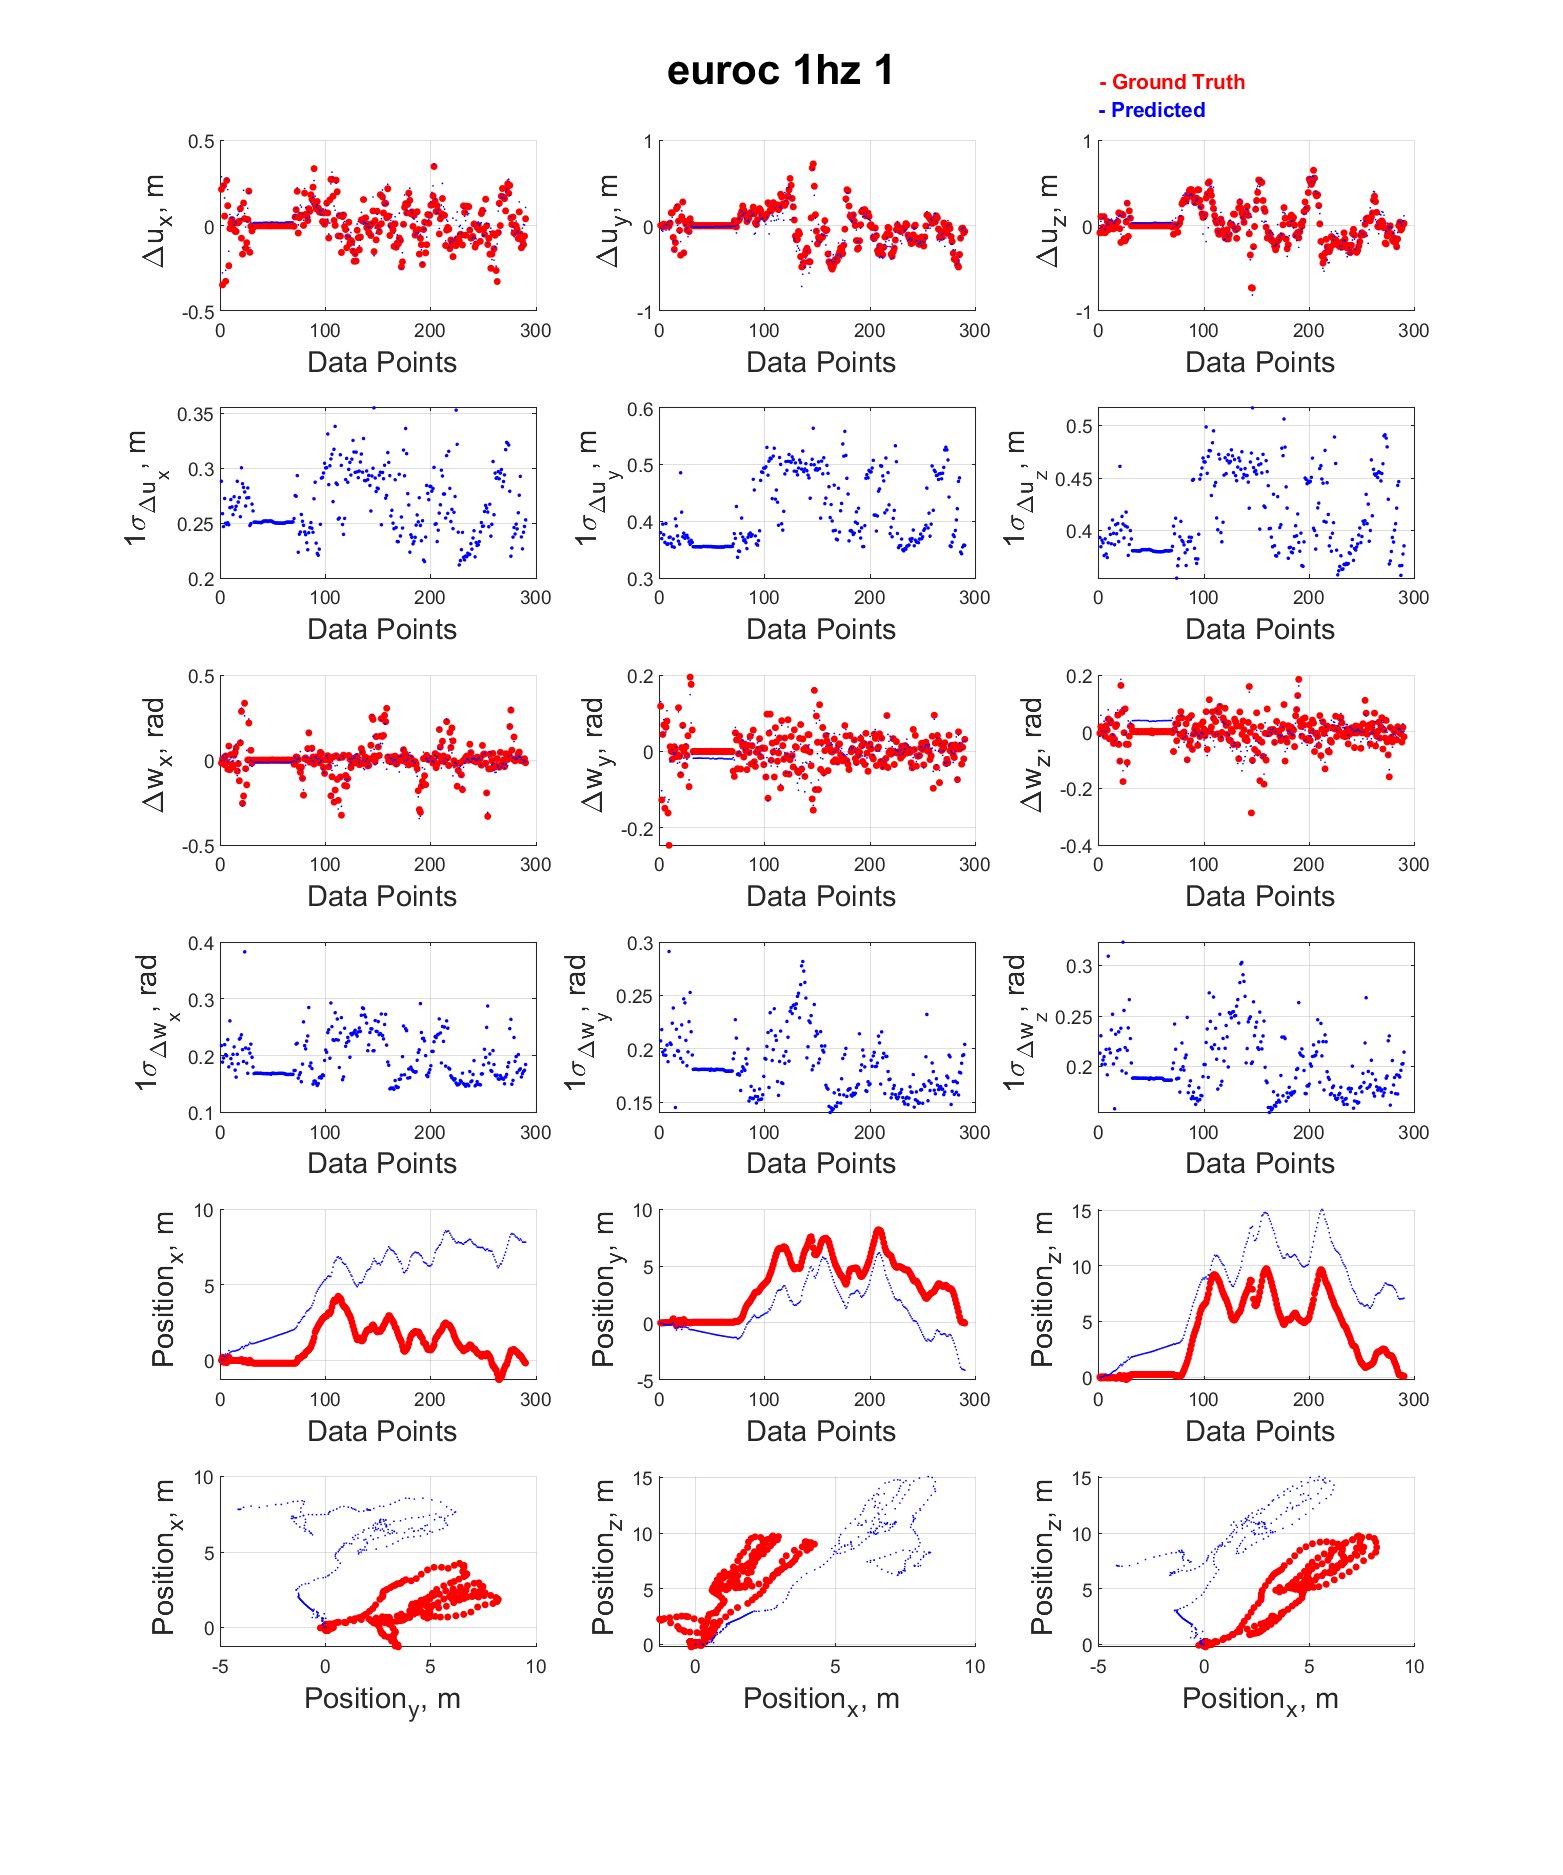 euroc 1hz 1
- Ground Truth
- Predicted
0.5
0
-0.5
Δu_x, m
0 100 200 300
Data Points
1
0
-1
Δu_y, m
0 100 200 300
Data Points
1
0
-1
Δu_z, m
0 100 200 300
Data Points
0.35
0.3
0.25
0.2
1σ_Δu_x, m
0 100 200 300
Data Points
0.6
0.5
0.4
0.3
1σ_Δu_y, m
0 100 200 300
Data Points
0.5
0.45
0.4
1σ_Δu_z, m
0 100 200 300
Data Points
0.5
0
-0.5
Δw_x, rad
0 100 200 300
Data Points
0.2
0
-0.2
Δw_y, rad
0 100 200 300
Data Points
0.2
0
-0.2
-0.4
Δw_z, rad
0 100 200 300
Data Points
0.4
0.3
0.2
0.1
1σ_Δw_x, rad
0 100 200 300
Data Points
0.3
0.25
0.2
0.15
1σ_Δw_y, rad
0 100 200 300
Data Points
0.3
0.25
0.2
1σ_Δw_z, rad
0 100 200 300
Data Points
10
5
0
Position_x, m
0 100 200 300
Data Points
10
5
0
-5
Position_y, m
0 100 200 300
Data Points
15
10
5
0
Position_z, m
0 100 200 300
Data Points
10
5
0
Position_x, m
-5 0 5 10
Position_y, m
15
10
5
0
Position_z, m
0 5 10
Position_x, m
15
10
5
0
Position_z, m
-5 0 5 10
Position_x, m